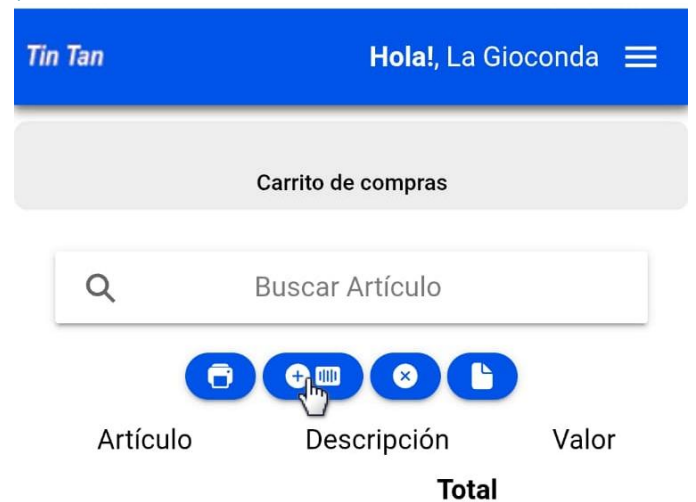 Tin Tan
Hola!, La Gioconda
Carrito de compras
Buscar Artículo
Artículo Descripción Valor
Total